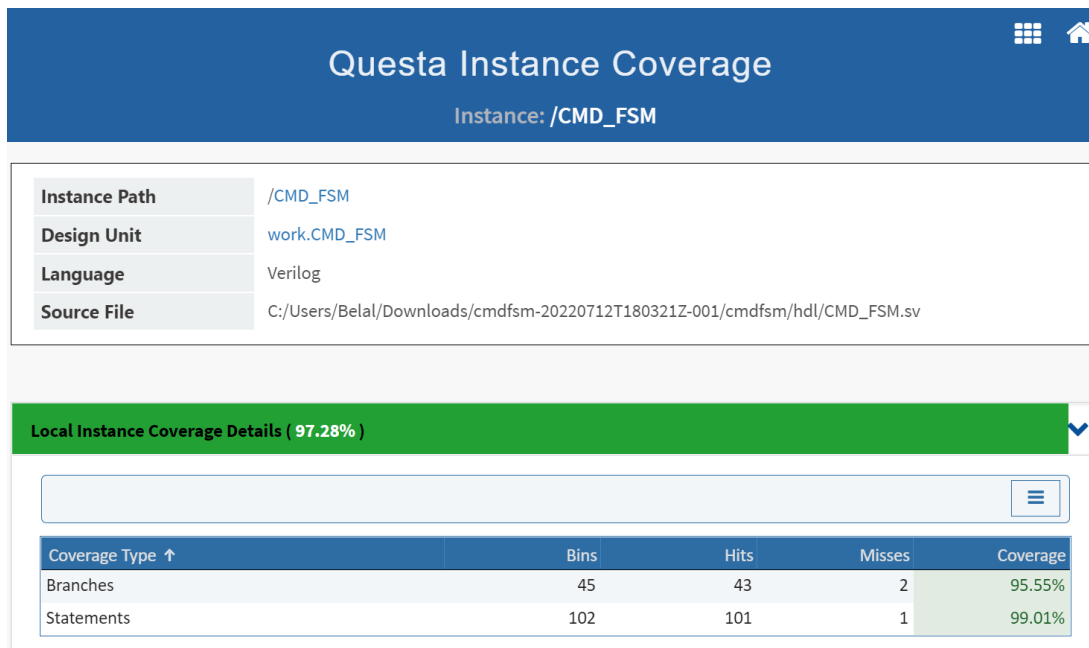 Questa Instance Coverage
Instance: /CMD_FSM
Instance Path /CMD_FSM
Design Unit work.CMD_FSM
Language Verilog
Source File C:/Users/Belal/Downloads/cmdfsm-20220712T180321Z-001/cmdfsm/hdl/CMD_FSM.sv
Local Instance Coverage Details ( 97.28% )
Coverage Type ↑ Bins Hits Misses Coverage
Branches 45 43 2 95.55%
Statements 102 101 1 99.01%